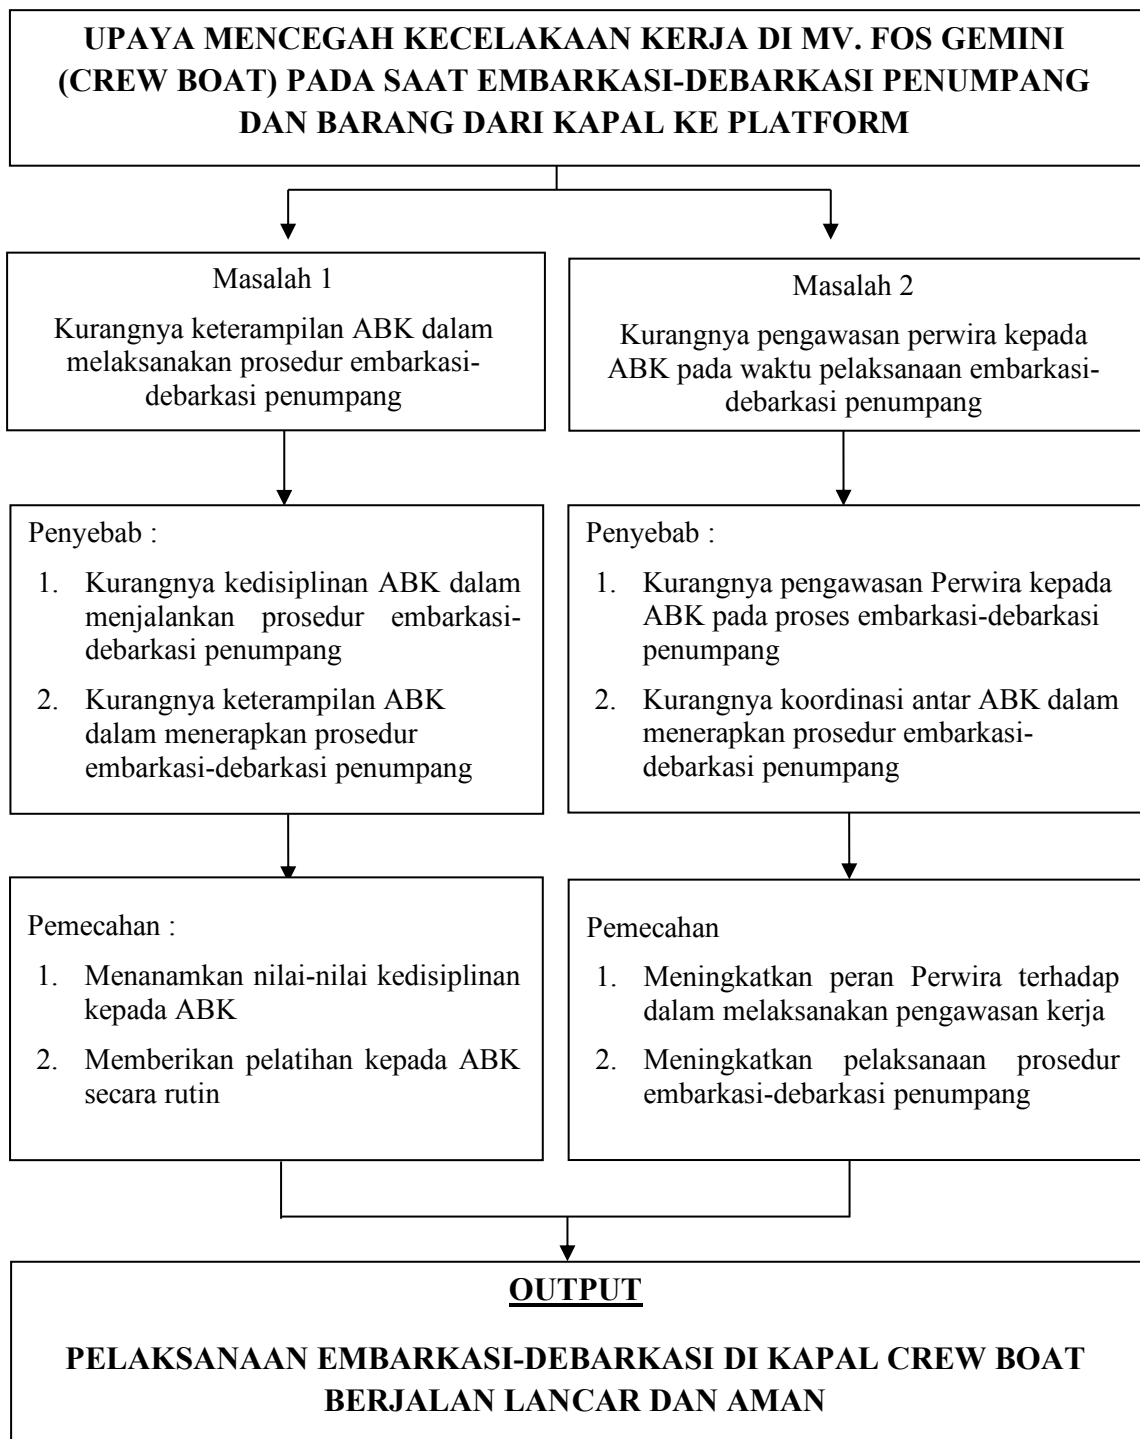 UPAYA MENCEGAH KECELAKAAN KERJA DI MV. FOS GEMINI
(CREW BOAT) PADA SAAT EMBARKASI-DEBARKASI PENUMPANG
DAN BARANG DARI KAPAL KE PLATFORM
Masalah 1
Kurangnya keterampilan ABK dalam
melaksanakan prosedur embarkasi-
debarkasi penumpang
Masalah 2
Kurangnya pengawasan perwira kepada
ABK pada waktu pelaksanaan embarkasi-
debarkasi penumpang
Penyebab :
1. Kurangnya kedisiplinan ABK dalam
menjalankan prosedur embarkasi-
debarkasi penumpang
2. Kurangnya keterampilan ABK
dalam menerapkan prosedur
embarkasi-debarkasi penumpang
Penyebab :
1. Kurangnya pengawasan Perwira kepada
ABK pada proses embarkasi-debarkasi
penumpang
2. Kurangnya koordinasi antar ABK dalam
menerapkan prosedur embarkasi-
debarkasi penumpang
Pemecahan :
1. Menanamkan nilai-nilai kedisiplinan
kepada ABK
2. Memberikan pelatihan kepada ABK
secara rutin
Pemecahan
1. Meningkatkan peran Perwira terhadap
dalam melaksanakan pengawasan kerja
2. Meningkatkan pelaksanaan prosedur
embarkasi-debarkasi penumpang
OUTPUT
PELAKSANAAN EMBARKASI-DEBARKASI DI KAPAL CREW BOAT
BERJALAN LANCAR DAN AMAN